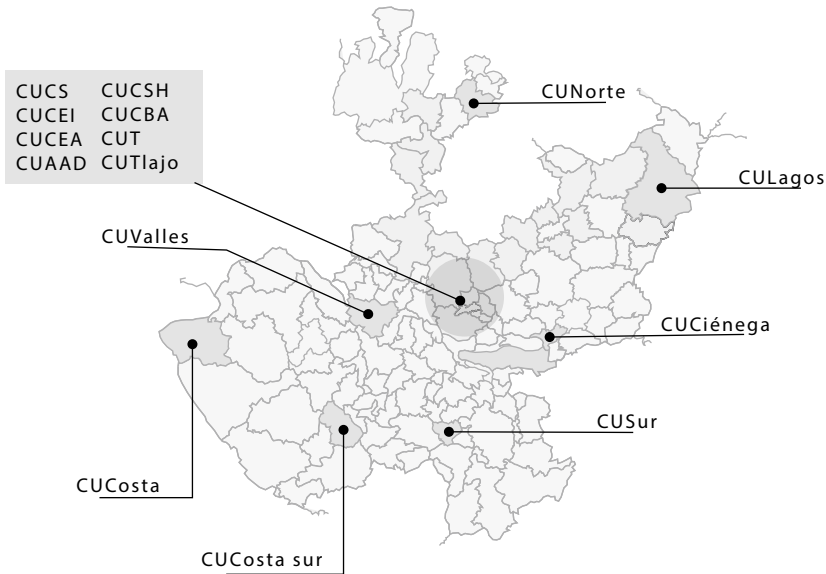 CUCS CUCSH
CUCEI CUCBA
CUCEA CUT
CUAAD CUTlajo
CUNorte
CULagos
CUValles
CUCiénega
CUSur
CUCosta
CUCosta sur